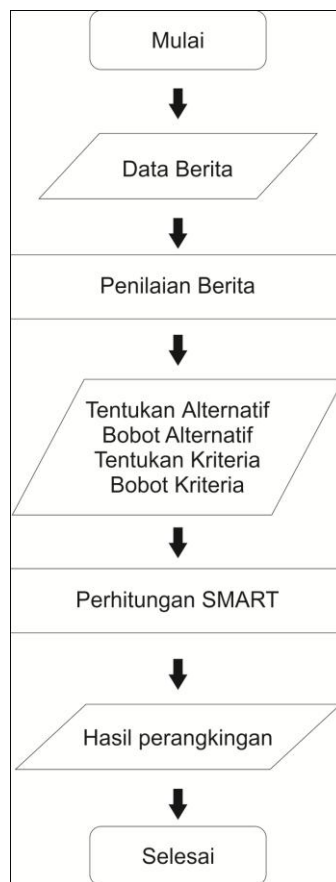 Mulai
Data Berita
Penilaian Berita
Tentukan Alternatif
Bobot Alternatif
Tentukan Kriteria
Bobot Kriteria
Perhitungan SMART
Hasil perangkingan
Selesai